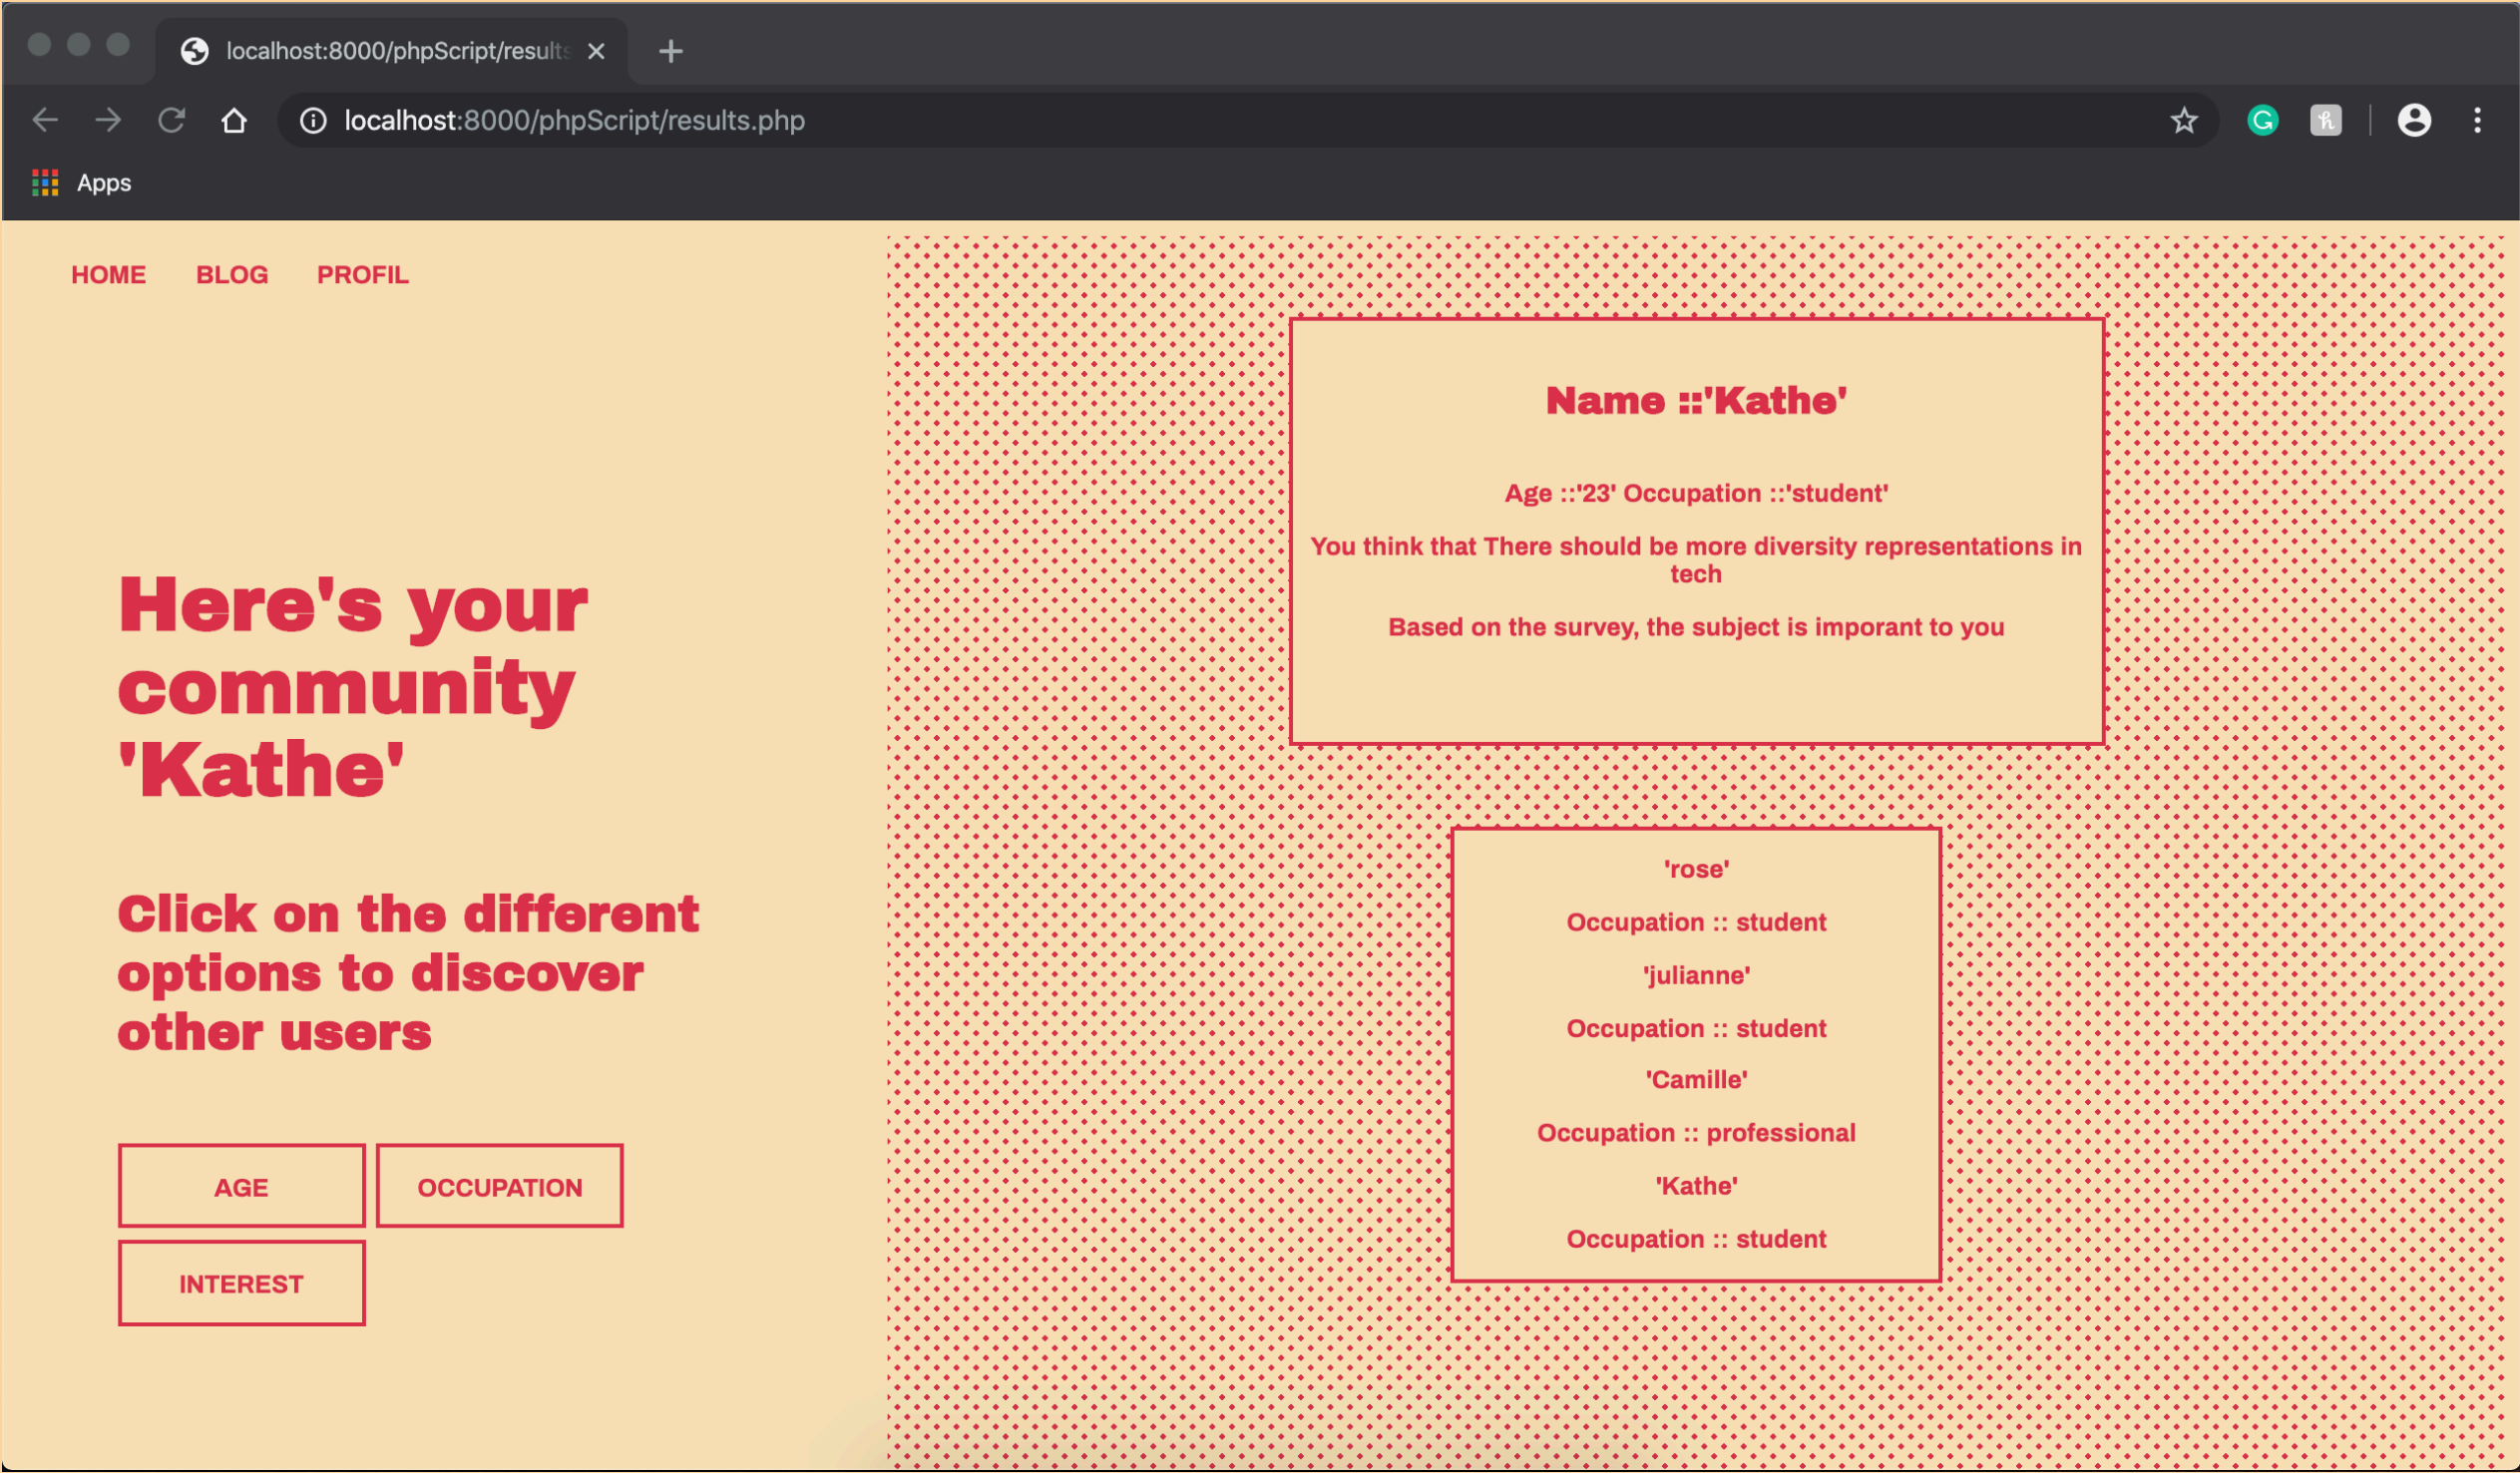 localhost:8000/phpScript/results
localhost:8000/phpScript/results.php
Apps
HOME BLOG PROFIL
Here's your
community
'Kathe'
Click on the different
options to discover
other users
AGE OCCUPATION
INTEREST
Name ::'Kathe'
Age ::'23' Occupation ::'student'
You think that There should be more diversity representations in
tech
Based on the survey, the subject is imporant to you
'rose'
Occupation :: student
'julianne'
Occupation :: student
'Camille'
Occupation :: professional
'Kathe'
Occupation :: student